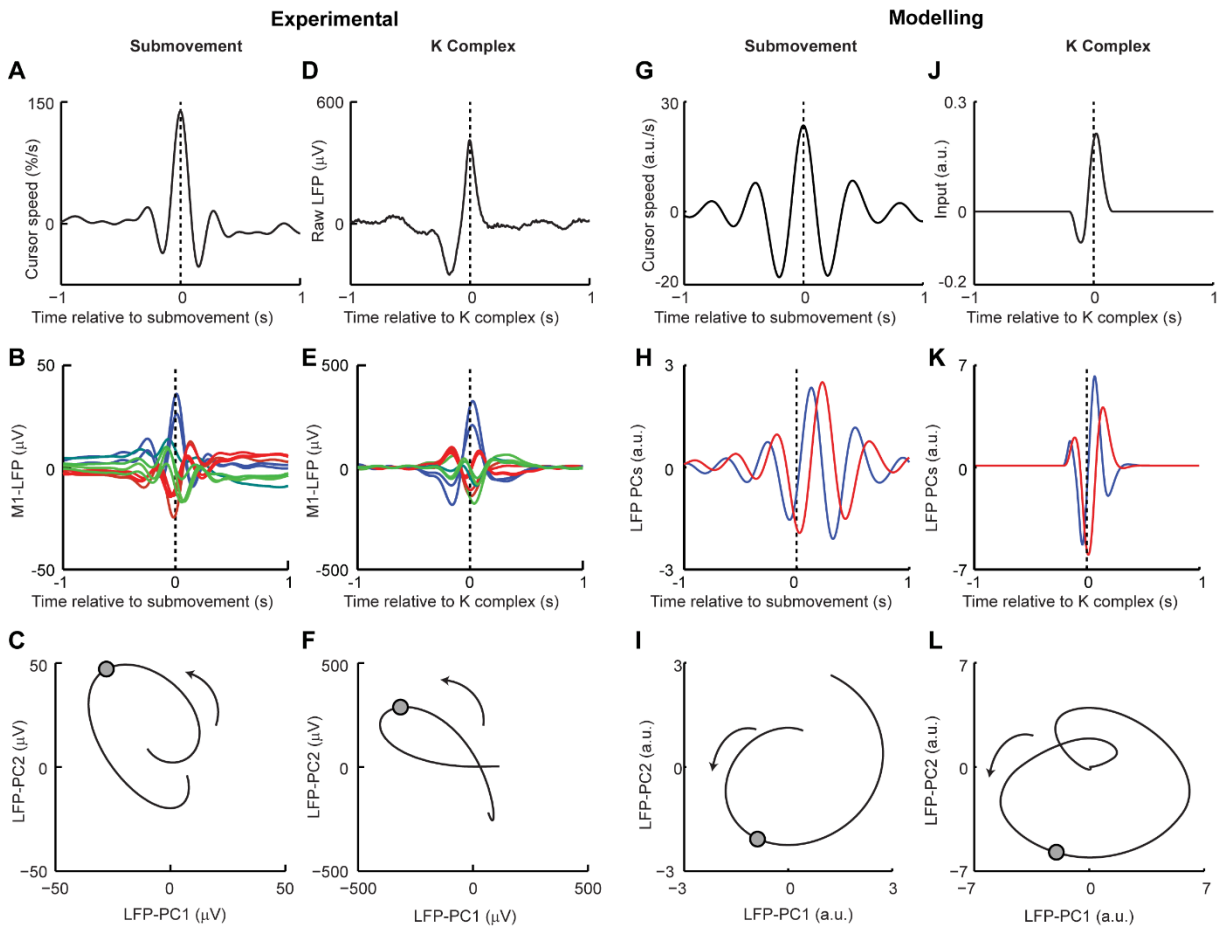 Experimental
Modelling
Submovement
K Complex
Submovement
K Complex
A
150
0
Cursor speed (%/s)
−1
0
1
Time relative to submovement (s)
D
600
0
Raw LFP (μV)
−1
0
1
Time relative to K complex (s)
G
30
0
-20
Cursor speed (a.u./s)
−1
0
1
Time relative to submovement (s)
J
0.3
0
-0.2
Input (a.u.)
−1
0
1
Time relative to K complex (s)
B
50
0
-50
M1-LFP (μV)
-1
0
1
Time relative to submovement (s)
E
500
0
-500
M1-LFP (μV)
-1
0
1
Time relative to K complex (s)
H
3
0
-3
LFP PCs (a.u.)
-1
0
1
Time relative to submovement (s)
K
7
0
-7
LFP PCs (a.u.)
-1
0
1
Time relative to K complex (s)
C
50
0
−50
LFP-PC2 (μV)
−50
0
50
LFP-PC1 (μV)
F
500
0
−500
LFP-PC2 (μV)
−500
0
500
LFP-PC1 (μV)
I
3
0
−3
LFP-PC2 (a.u.)
−3
0
3
LFP-PC1 (a.u.)
L
7
0
−7
LFP-PC2 (a.u.)
−7
0
7
LFP-PC1 (a.u.)